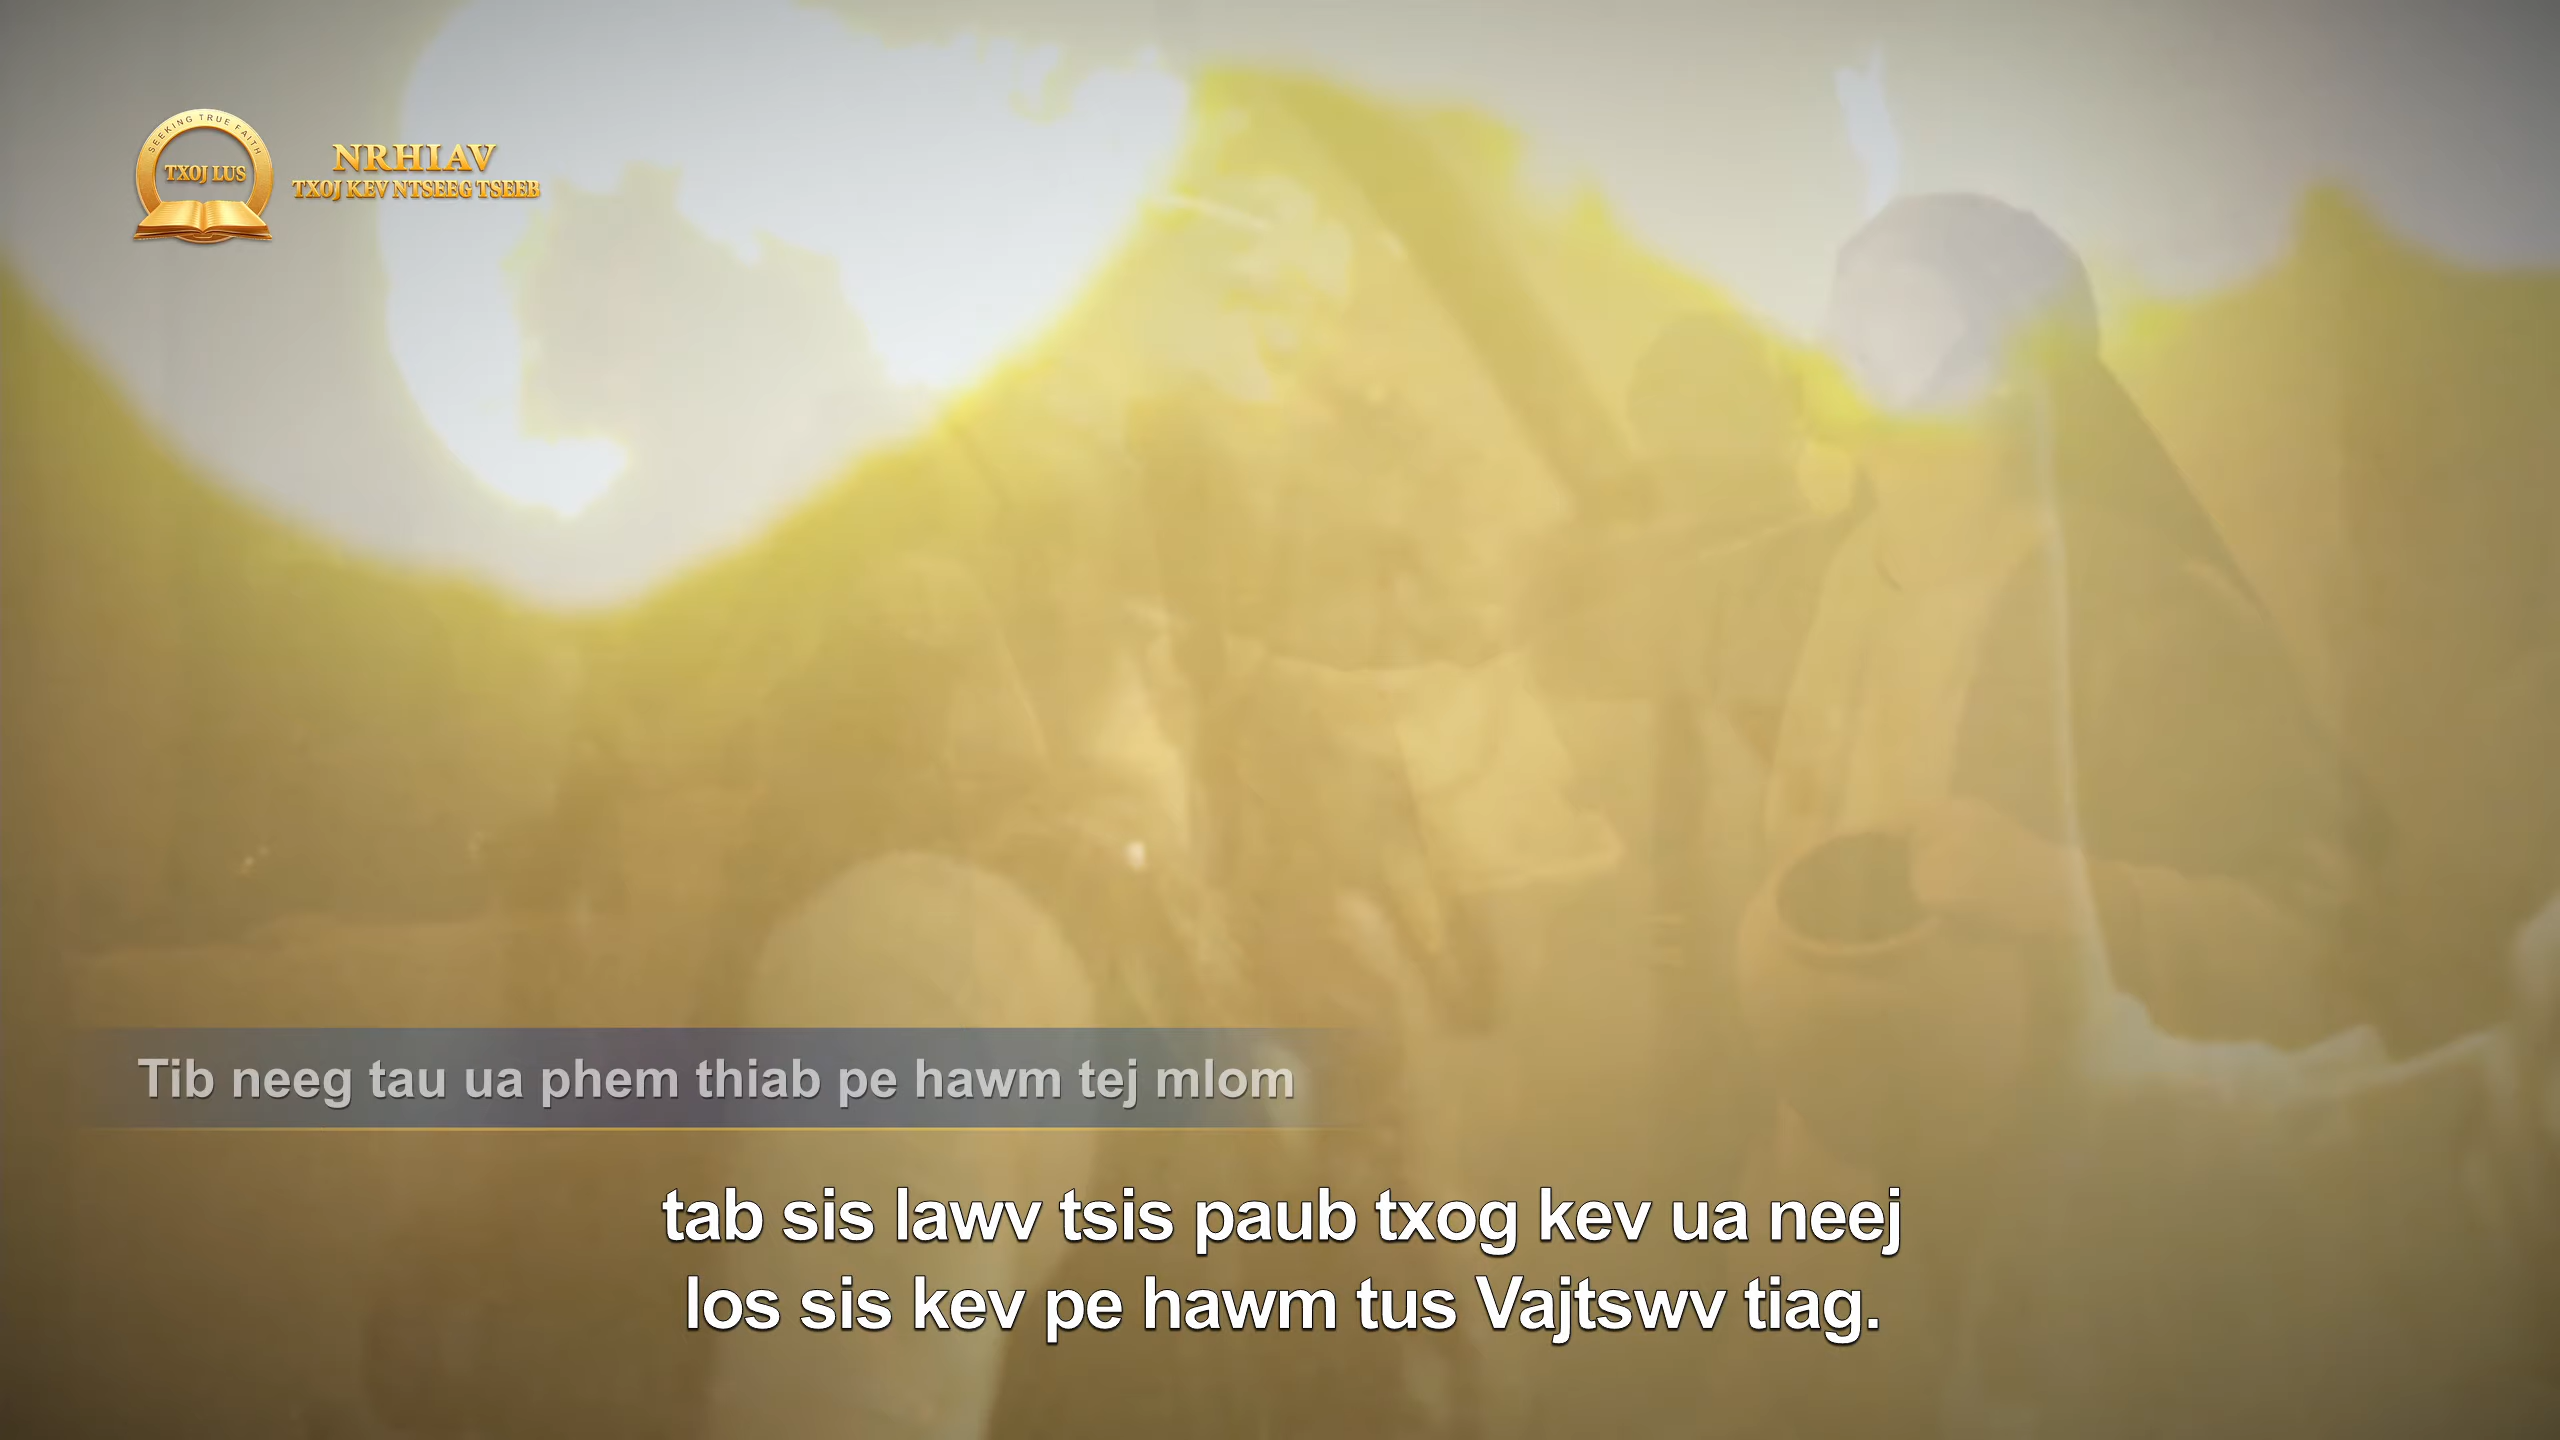 SEEKING TRUE FAITH
TXOJ LUS
NRHIAV
TXOJ KEV NTSEEG TSEEB
Tib neeg tau ua phem thiab pe hawm tej mlom
tab sis lawv tsis paub txog kev ua neej
los sis kev pe hawm tus Vajtswv tiag.